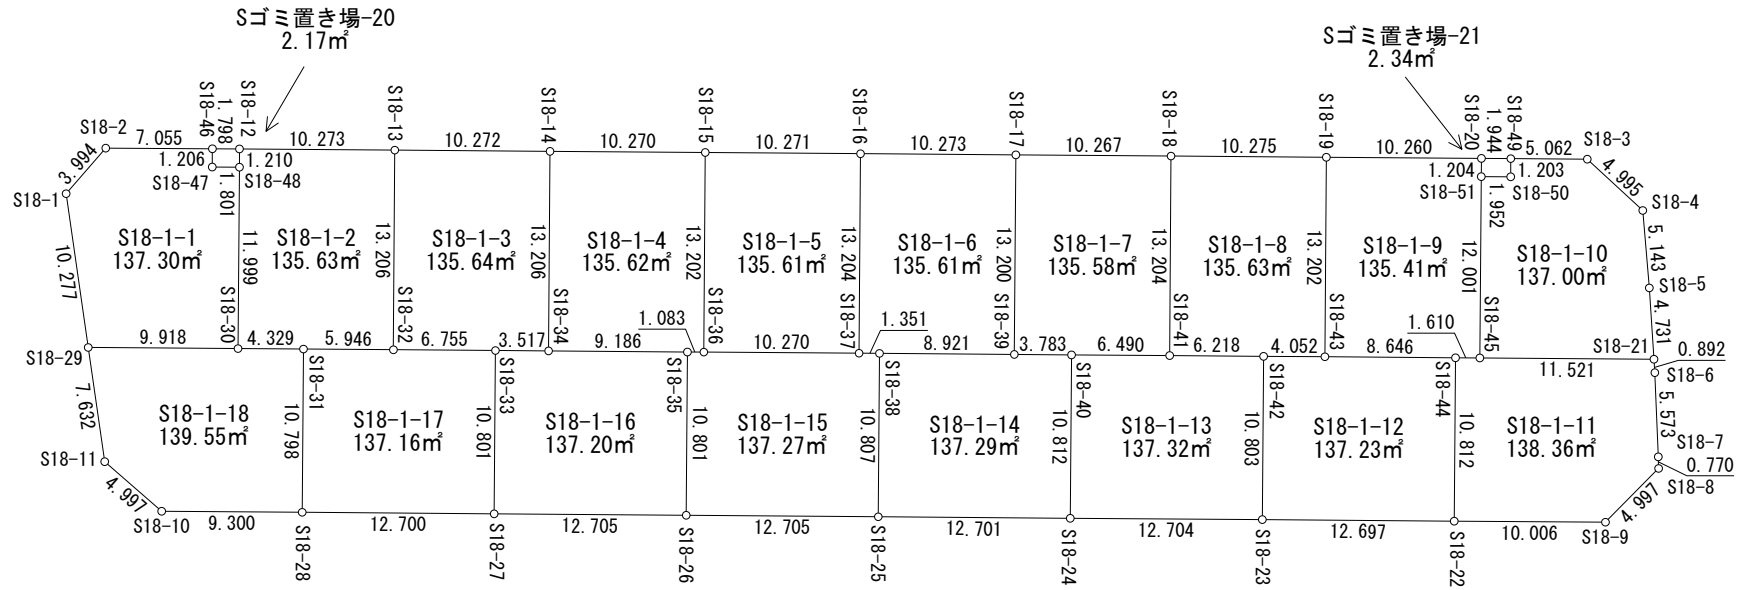 Sゴミ置き場-20
2.17㎡
Sゴミ置き場-21
2.34㎡
S18-46
1.798
S18-12
S18-13
S18-14
S18-15
S18-16
S18-17
S18-18
S18-19
S18-20
1.944
S18-49
S18-2
7.055
10.273
10.272
10.270
10.271
10.273
10.267
10.275
10.260
5.062
S18-3
3.994
1.206
1.210
1.204
1.203
4.995
S18-47
S18-48
S18-51
S18-50
S18-1
1.801
1.952
S18-4
S18-1-1
137.30㎡
S18-1-2
135.63㎡
S18-1-3
135.64㎡
S18-1-4
135.62㎡
S18-1-5
135.61㎡
S18-1-6
135.61㎡
S18-1-7
135.58㎡
S18-1-8
135.63㎡
S18-1-9
135.41㎡
S18-1-10
137.00㎡
10.277
11.999
13.206
13.206
13.202
13.204
13.200
13.204
13.202
12.001
5.143
S18-5
4.731
S18-30
S18-32
S18-34
S18-36
S18-37
S18-39
S18-41
S18-43
S18-45
1.083
1.351
1.610
S18-29
9.918
4.329
5.946
6.755
3.517
9.186
10.270
8.921
3.783
6.490
6.218
4.052
8.646
11.521
S18-21
0.892
S18-6
S18-31
S18-33
S18-35
S18-38
S18-40
S18-42
S18-44
7.632
10.798
10.801
10.801
10.807
10.812
10.803
10.812
5.573
S18-1-18
139.55㎡
S18-1-17
137.16㎡
S18-1-16
137.20㎡
S18-1-15
137.27㎡
S18-1-14
137.29㎡
S18-1-13
137.32㎡
S18-1-12
137.23㎡
S18-1-11
138.36㎡
S18-7
0.770
S18-8
S18-11
4.997
4.997
S18-10
9.300
12.700
12.705
12.705
12.701
12.704
12.697
10.006
S18-9
S18-28
S18-27
S18-26
S18-25
S18-24
S18-23
S18-22